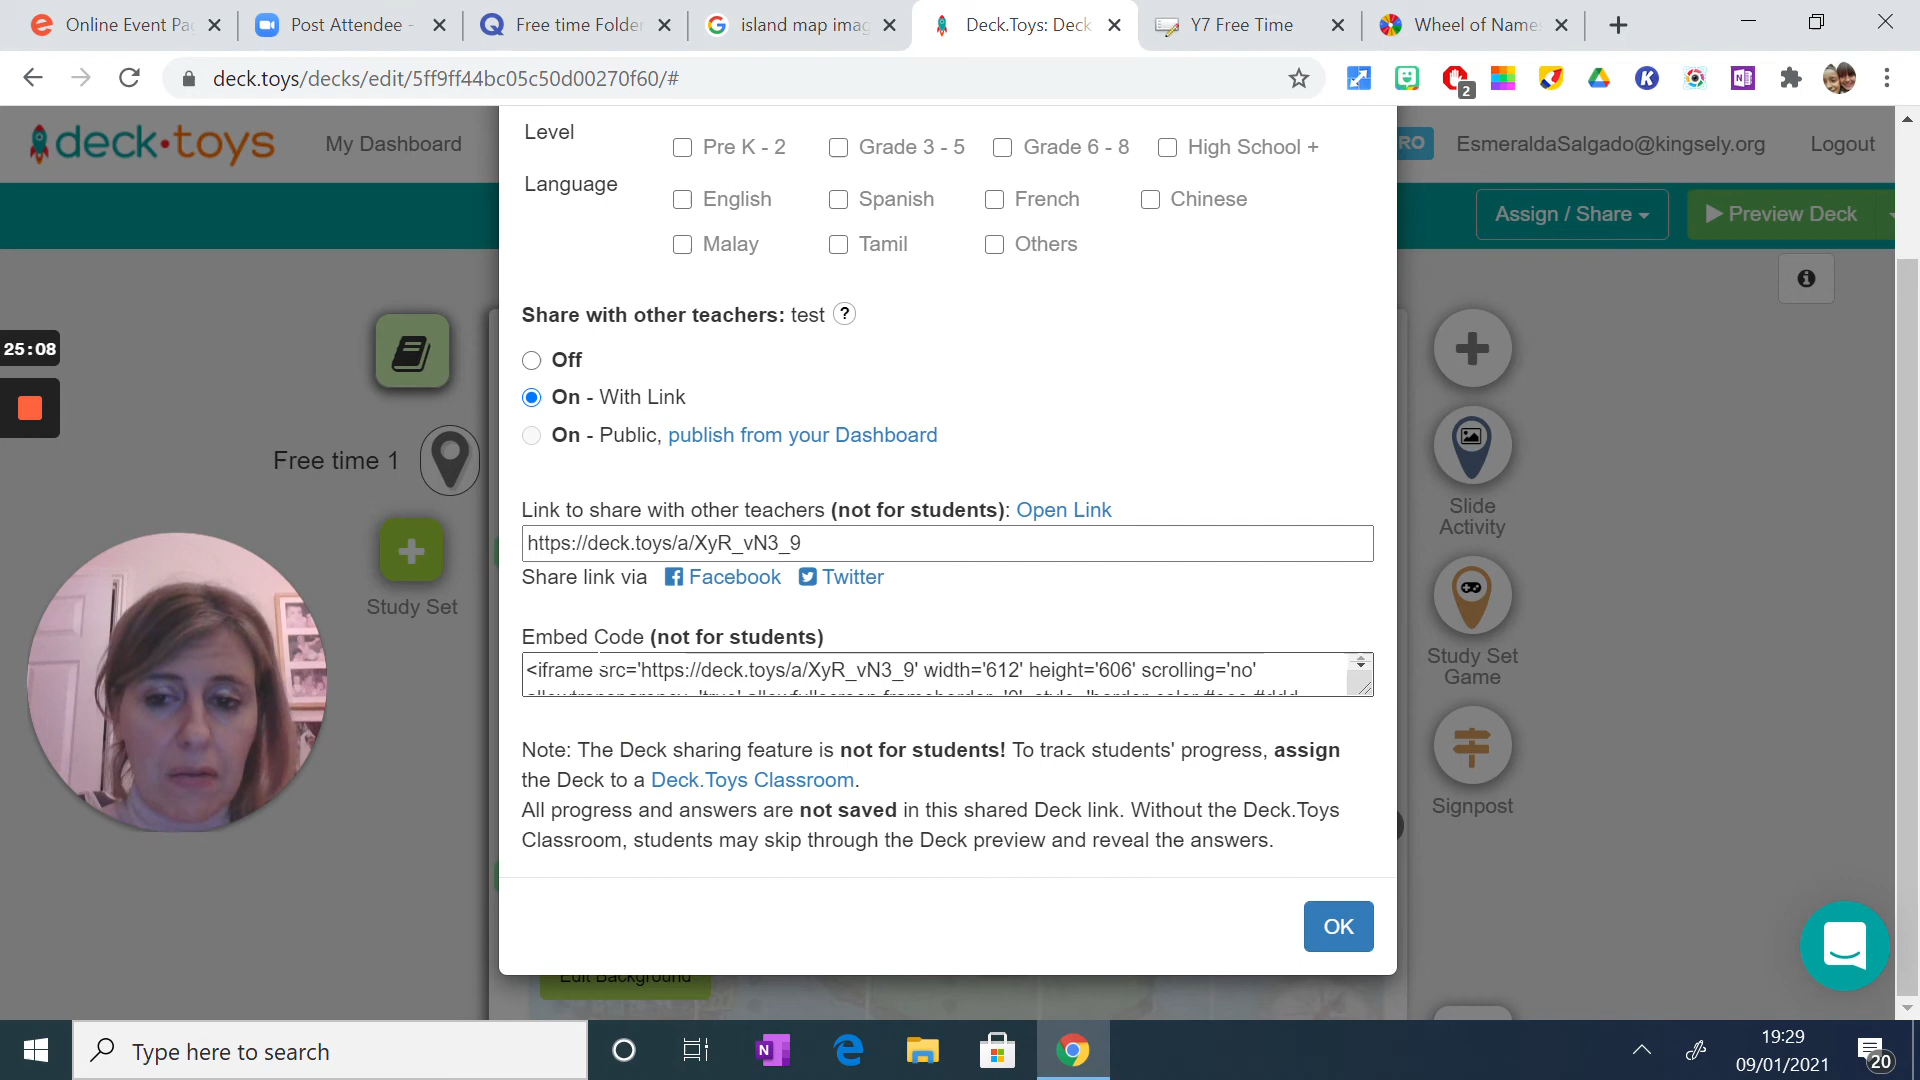 Online Event Pa
Post Attendee -
Free time Folde
island map imag
Deck.Toys: Deck
Y7 Free Time
Wheel of Name
deck.toys/decks/edit/5ff9ff44bc05c50d00270f60/#
2
deck•toys
My Dashboard
RO
EsmeraldaSalgado@kingsely.org
Logout
Assign / Share
Preview Deck
Level
Pre K - 2
Grade 3 - 5
Grade 6 - 8
High School +
Language
English
Spanish
French
Chinese
Malay
Tamil
Others
Share with other teachers: test ?
Off
On - With Link
On - Public, publish from your Dashboard
Link to share with other teachers (not for students): Open Link
https://deck.toys/a/XyR_vN3_9
Share link via Facebook Twitter
Embed Code (not for students)
<iframe src='https://deck.toys/a/XyR_vN3_9' width='612' height='606' scrolling='no'
Note: The Deck sharing feature is not for students! To track students' progress, assign
the Deck to a Deck.Toys Classroom.
All progress and answers are not saved in this shared Deck link. Without the Deck.Toys
Classroom, students may skip through the Deck preview and reveal the answers.
OK
Edit Background
25:08
Free time 1
Study Set
Slide
Activity
Study Set
Game
Signpost
Type here to search
19:29
09/01/2021
20